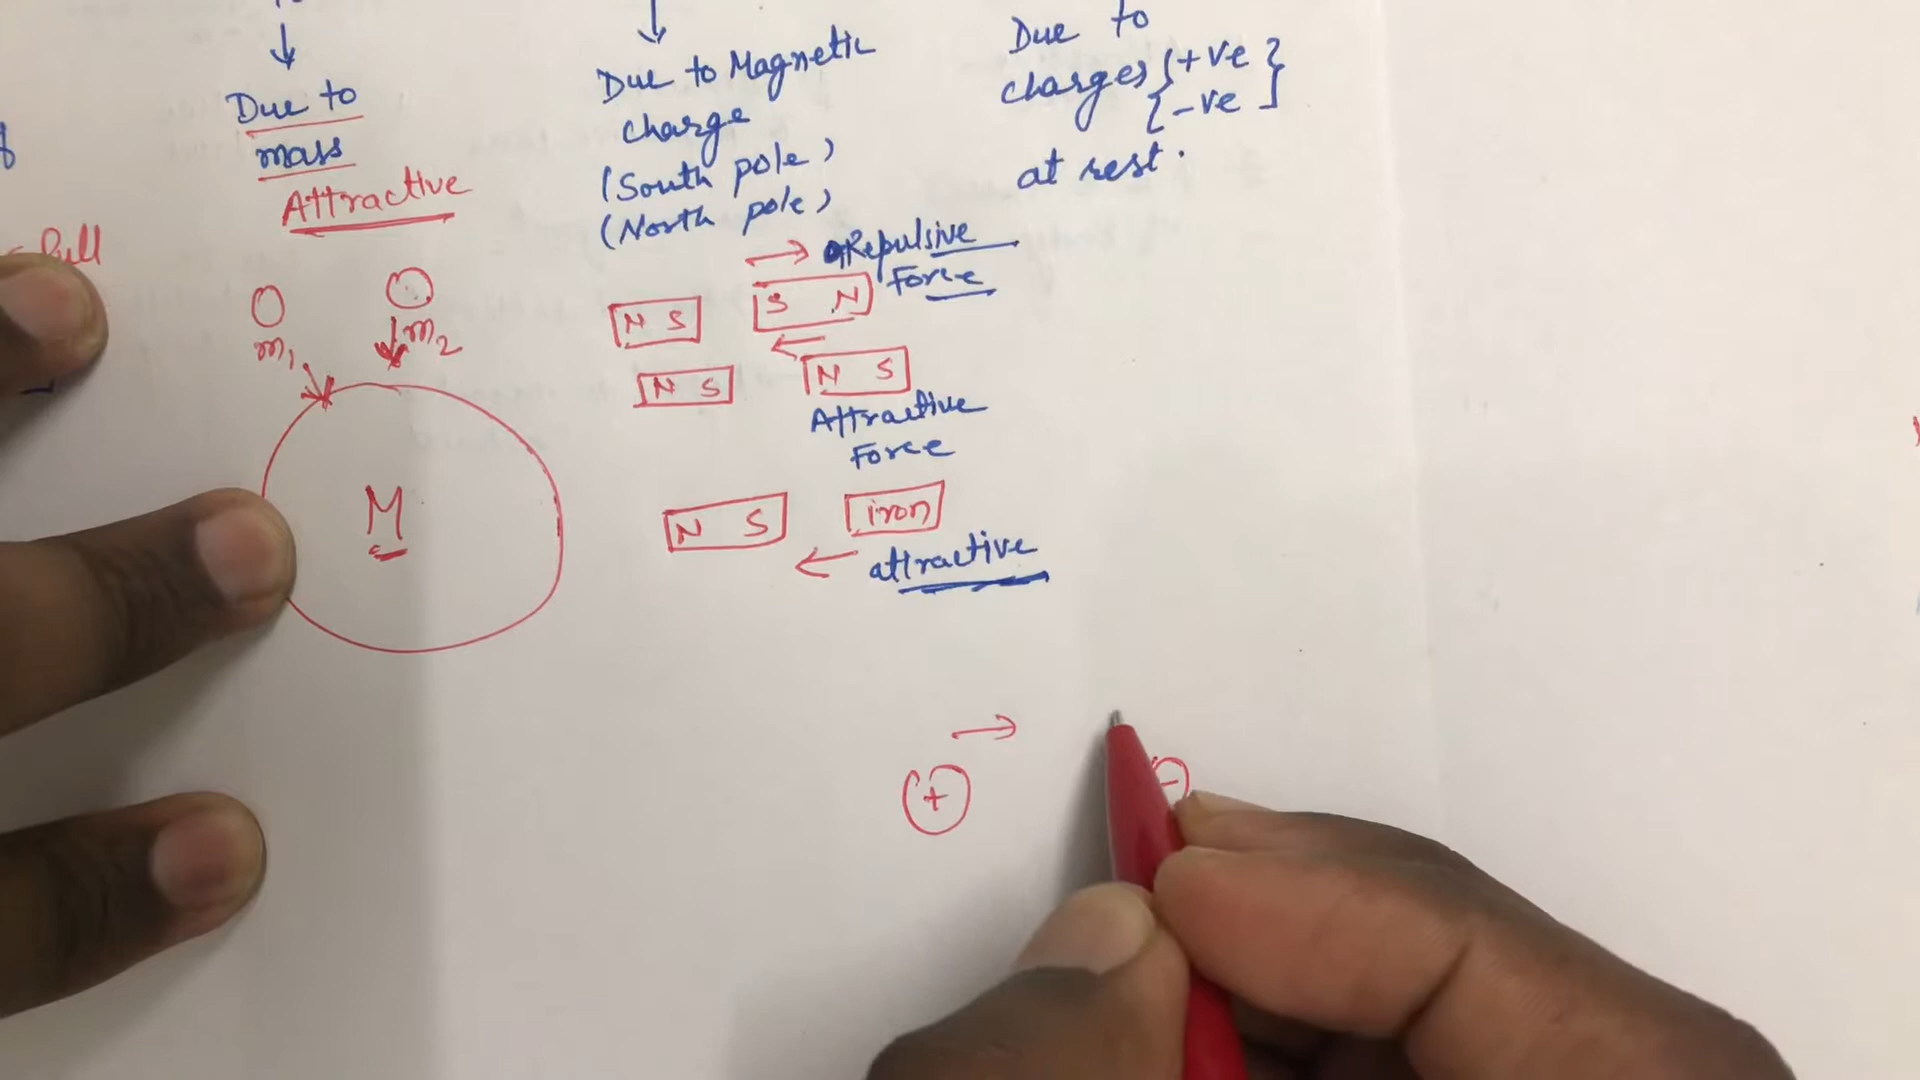 Due to
mass
Attractive
Pull
m1
m2
M
Due to Magnetic
charge
(South pole)
(North pole)
Repulsive
Force
N S
S N
N S
N S
Attractive
Force
N S
iron
attractive
Due to
charges {+ve
{-ve}
at rest.
+
-